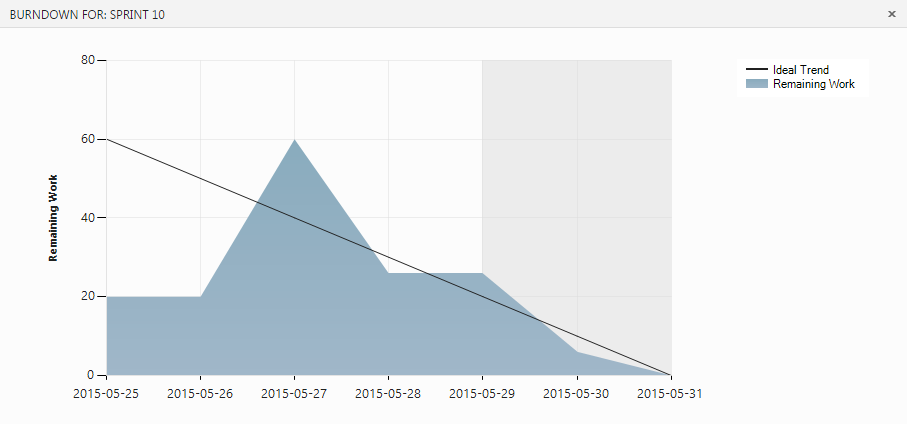 BURNDOWN FOR: SPRINT 10
×
80
60
40
20
0
Remaining Work
2015-05-25 2015-05-26 2015-05-27 2015-05-28 2015-05-29 2015-05-30 2015-05-31
Ideal Trend
Remaining Work